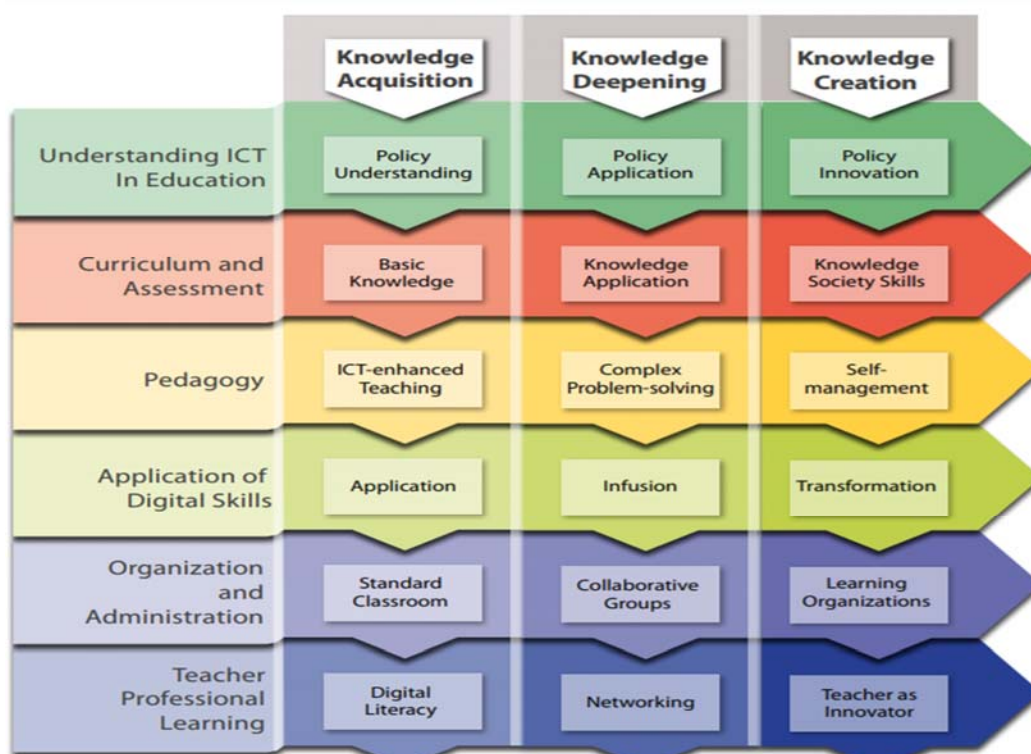 Knowledge
Acquisition
Knowledge
Deepening
Knowledge
Creation
Understanding ICT
In Education
Policy
Understanding
Policy
Application
Policy
Innovation
Curriculum and
Assessment
Basic
Knowledge
Knowledge
Application
Knowledge
Society Skills
Pedagogy
ICT-enhanced
Teaching
Complex
Problem-solving
Self-
management
Application of
Digital Skills
Application
Infusion
Transformation
Organization
and
Administration
Standard
Classroom
Collaborative
Groups
Learning
Organizations
Teacher
Professional
Learning
Digital
Literacy
Networking
Teacher as
Innovator